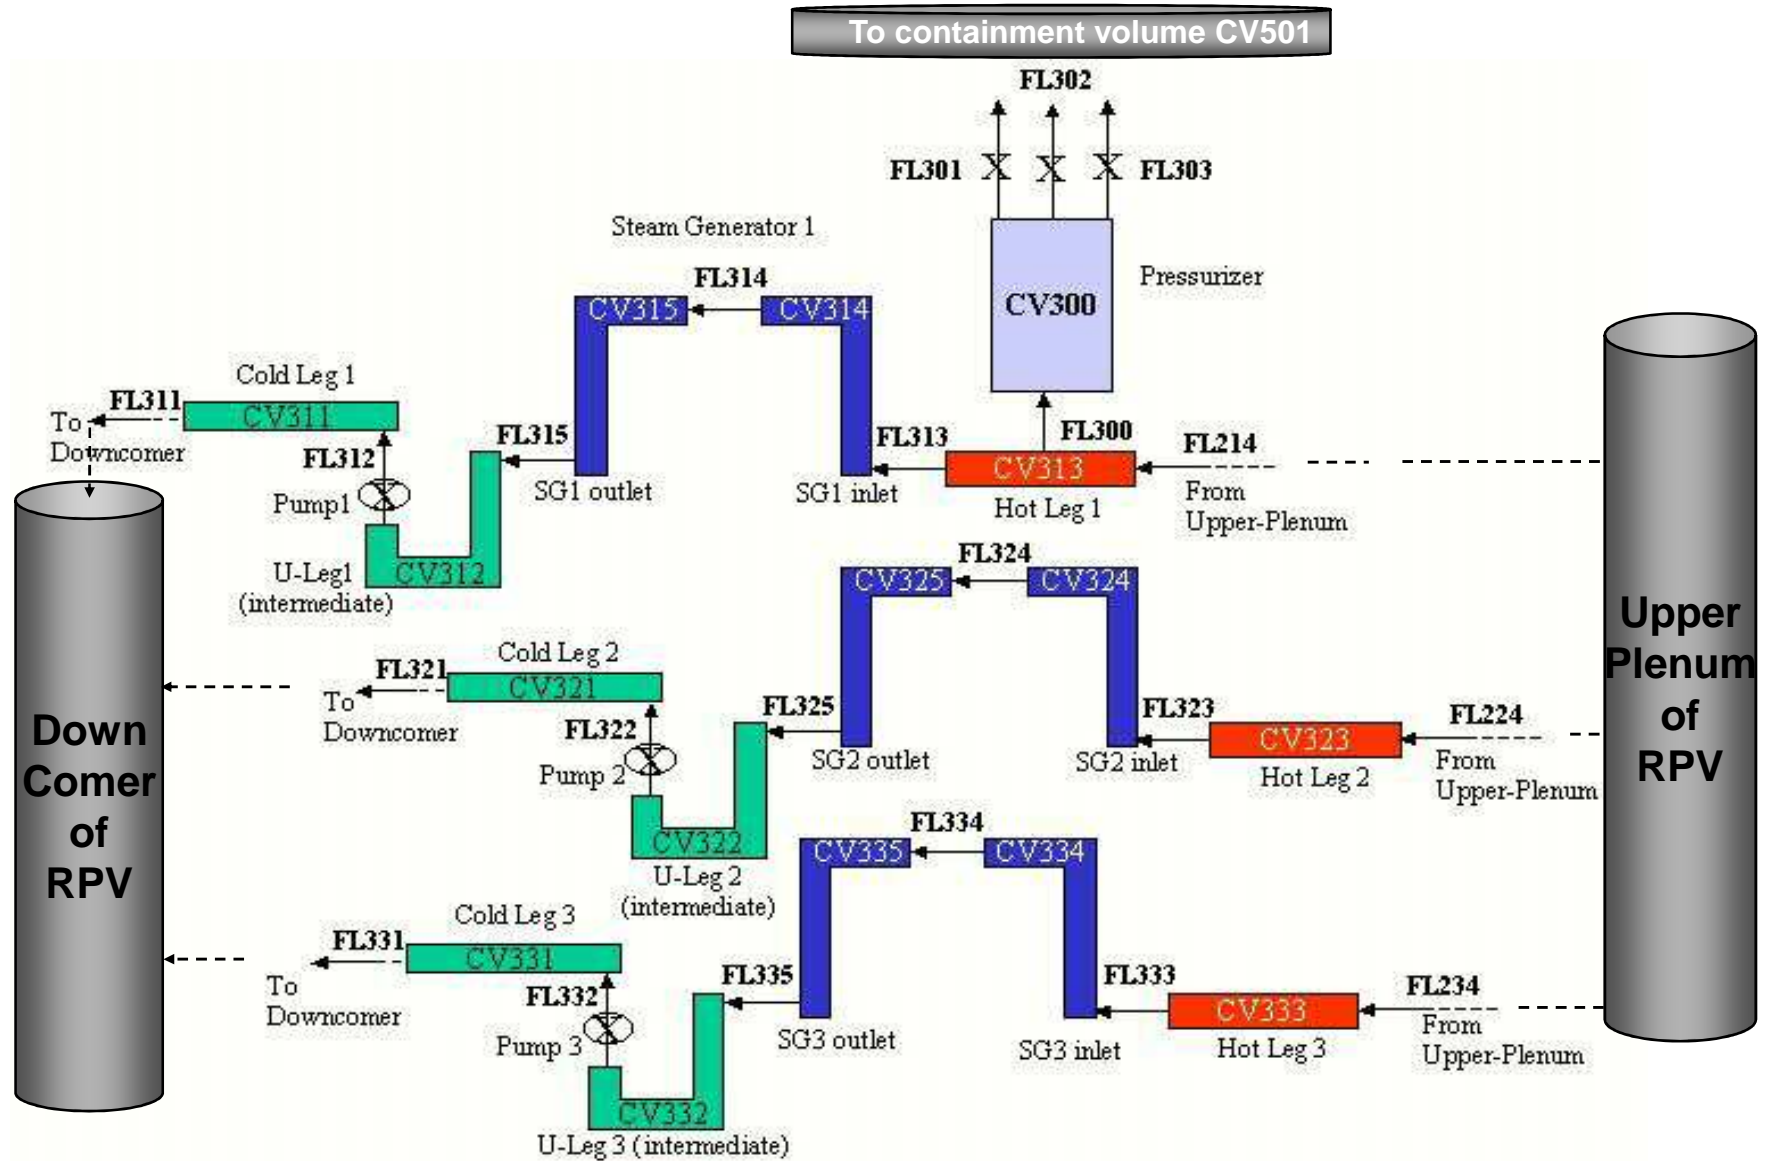 To containment volume CV501
FL302
FL301
FL303
Steam Generator 1
FL314
CV315
CV314
CV300
Pressurizer
Cold Leg 1
FL311
CV311
To
Downcomer
FL312
FL315
FL313
FL300
FL214
CV313
Pump1
SG1 outlet
SG1 inlet
Hot Leg 1
From
Upper-Plenum
U-Leg1
(intermediate)
CV312
FL324
CV325
CV324
Cold Leg 2
FL321
CV321
To
Downcomer
FL322
FL325
FL323
FL224
CV323
Pump 2
SG2 outlet
SG2 inlet
Hot Leg 2
From
Upper-Plenum
CV322
U-Leg 2
(intermediate)
FL334
CV335
CV334
Cold Leg 3
FL331
CV331
To
Downcomer
FL332
FL335
FL333
FL234
CV333
Pump 3
SG3 outlet
SG3 inlet
Hot Leg 3
From
Upper-Plenum
CV332
U-Leg 3 (intermediate)
Down
Comer
of
RPV
Upper
Plenum
of
RPV